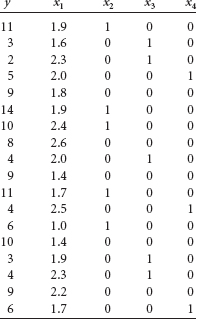 y x₁ x₂ x₃ x₄
11 1.9 1 0 0
3 1.6 0 1 0
2 2.3 0 1 0
5 2.0 0 0 1
9 1.8 0 0 0
14 1.9 1 0 0
10 2.4 1 0 0
8 2.6 0 0 0
4 2.0 0 1 0
9 1.4 0 0 0
11 1.7 1 0 0
4 2.5 0 0 1
6 1.0 1 0 0
10 1.4 0 0 0
3 1.9 0 1 0
4 2.3 0 1 0
9 2.2 0 0 0
6 1.7 0 0 1